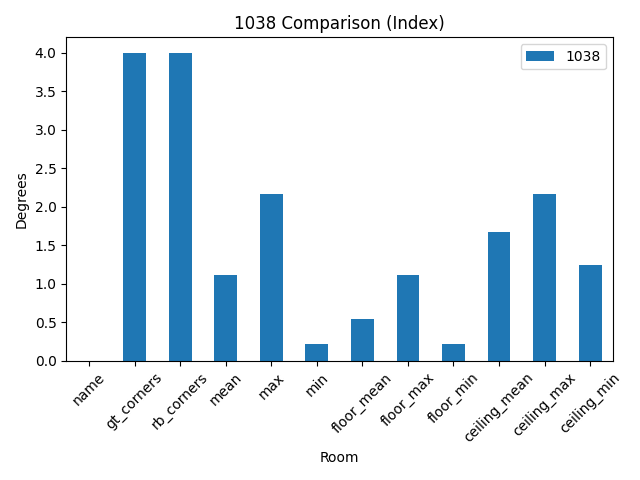 1038 Comparison (Index)
1038
Degrees
4.0
3.5
3.0
2.5
2.0
1.5
1.0
0.5
0.0
name
gt_corners
rb_corners
mean
max
min
floor_mean
floor_max
floor_min
ceiling_mean
ceiling_max
ceiling_min
Room